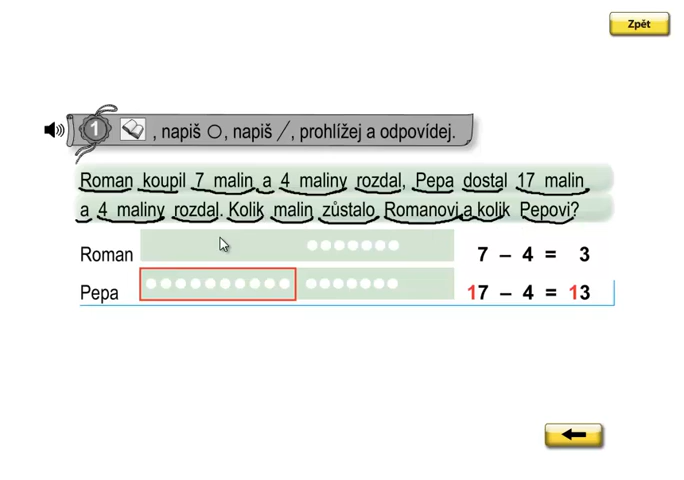 Zpět
1 , napiš ○, napiš /, prohlížej a odpovídej.
Roman koupil 7 malin a 4 maliny rozdal, Pepa dostal 17 malin
a 4 maliny rozdal. Kolik malin zůstalo Romanovi a kolik Pepovi?
Roman 7 – 4 = 3
Pepa 17 – 4 = 13